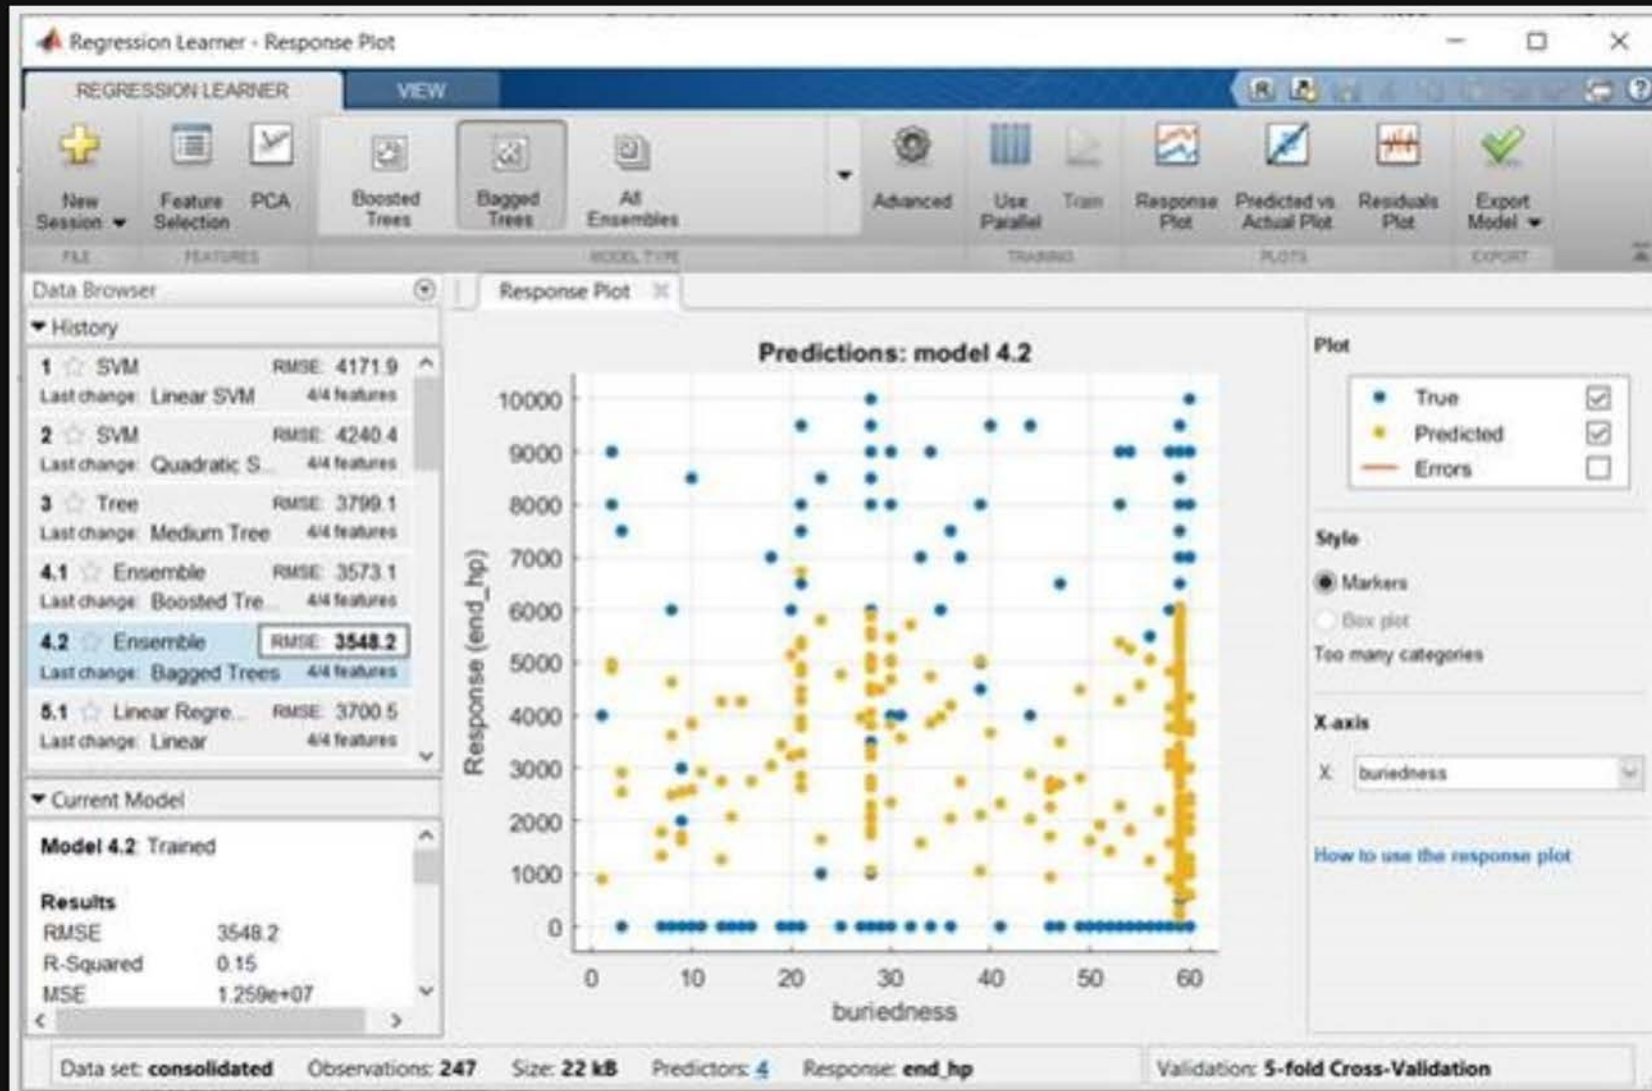 Regression Learner - Response Plot
REGRESSION LEARNER
VIEW
New Session
Feature Selection
PCA
Boosted Trees
Bagged Trees
All Ensembles
Advanced
Use Parallel
Train
Response Plot
Predicted vs Actual Plot
Residuals Plot
Export Model
FILE
FEATURES
MODEL TYPE
TRAINING
PLOTS
EXPORT
Data Browser
History
1 SVM RMSE: 4171.9
Last change: Linear SVM 4/4 features
2 SVM RMSE: 4240.4
Last change: Quadratic S... 4/4 features
3 Tree RMSE: 3799.1
Last change: Medium Tree 4/4 features
4.1 Ensemble RMSE: 3573.1
Last change: Boosted Tre... 4/4 features
4.2 Ensemble RMSE: 3548.2
Last change: Bagged Trees 4/4 features
5.1 Linear Regre... RMSE: 3700.5
Last change: Linear 4/4 features
Current Model
Model 4.2: Trained
Results
RMSE 3548.2
R-Squared 0.15
MSE 1.259e+07
Response Plot
Predictions: model 4.2
Response (end_hp)
10000
9000
8000
7000
6000
5000
4000
3000
2000
1000
0
0 10 20 30 40 50 60
buriedness
Plot
True
Predicted
Errors
Style
Markers
Box plot
Too many categories
X-axis
X: buriedness
How to use the response plot
Data set: consolidated Observations: 247 Size: 22 kB Predictors: 4 Response: end_hp Validation: 5-fold Cross-Validation